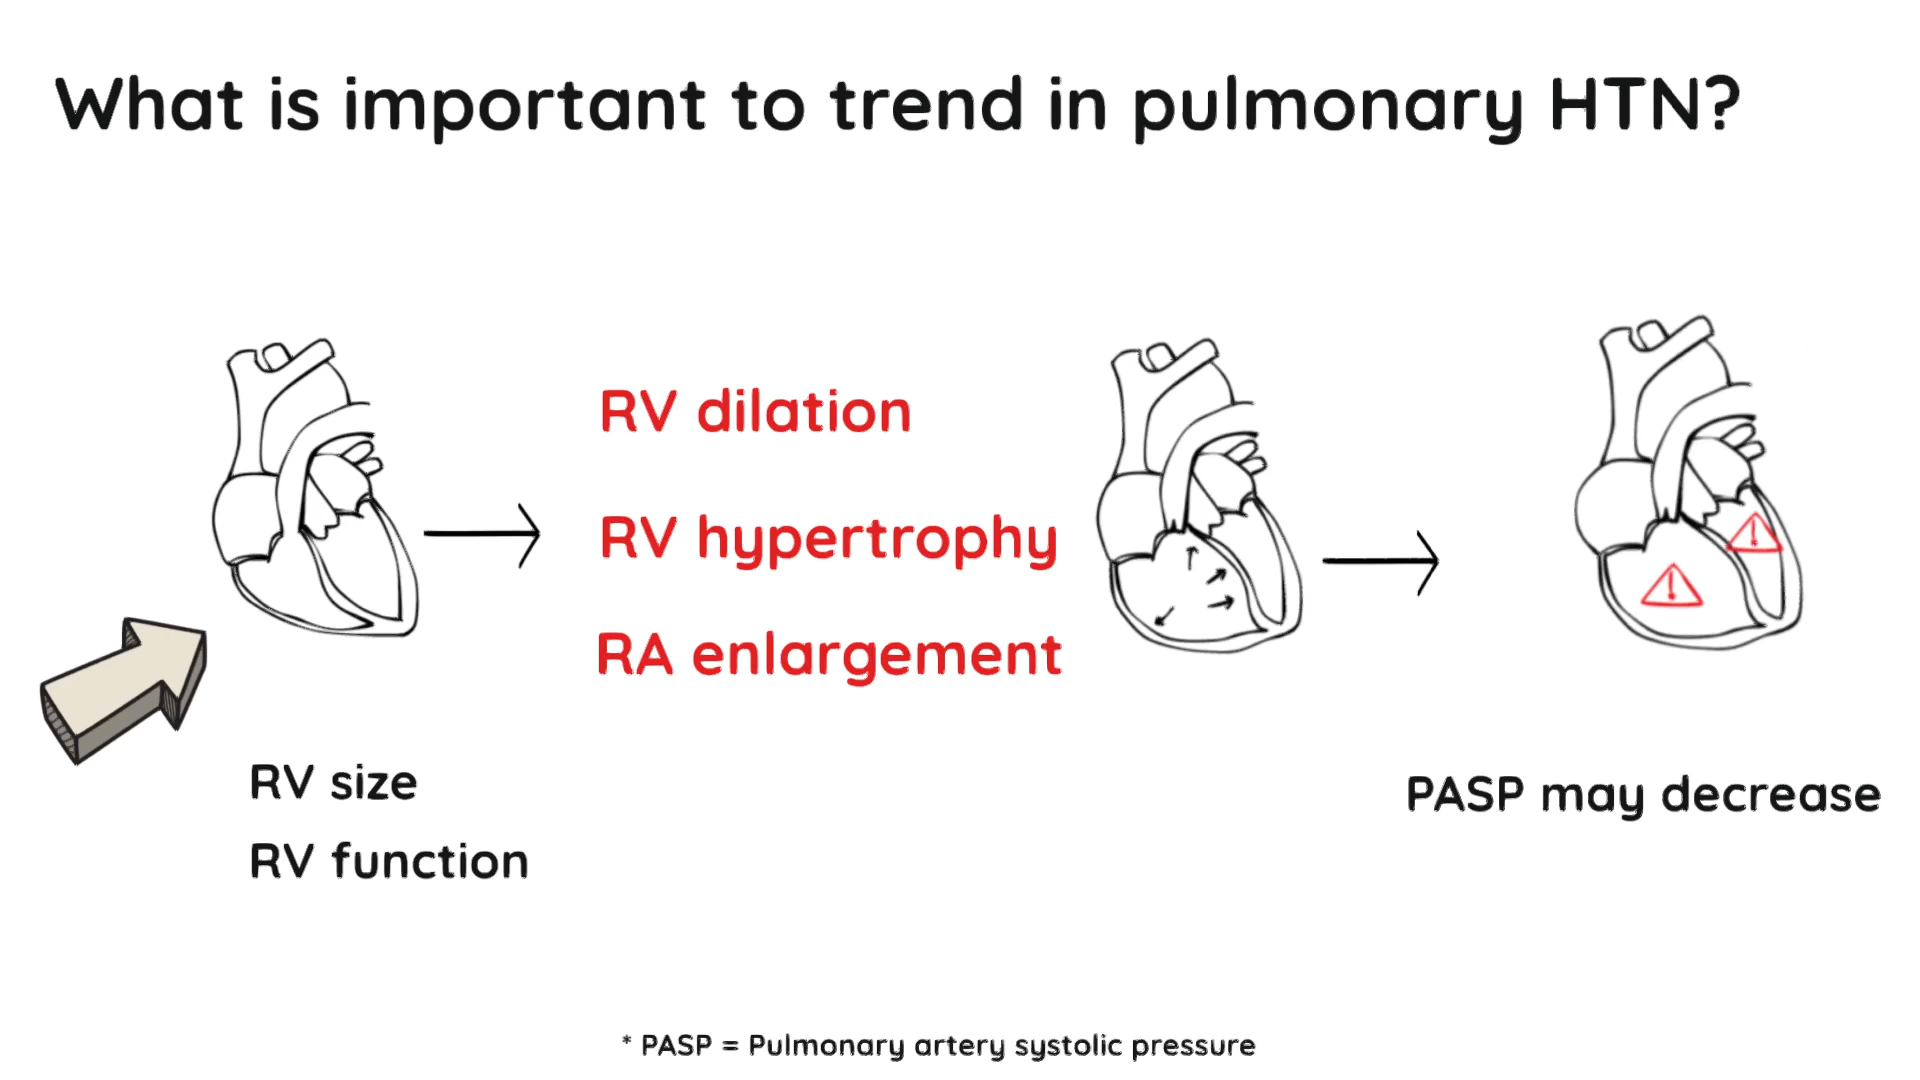 What is important to trend in pulmonary HTN?
RV dilation
RV hypertrophy
RA enlargement
RV size
RV function
PASP may decrease
* PASP = Pulmonary artery systolic pressure